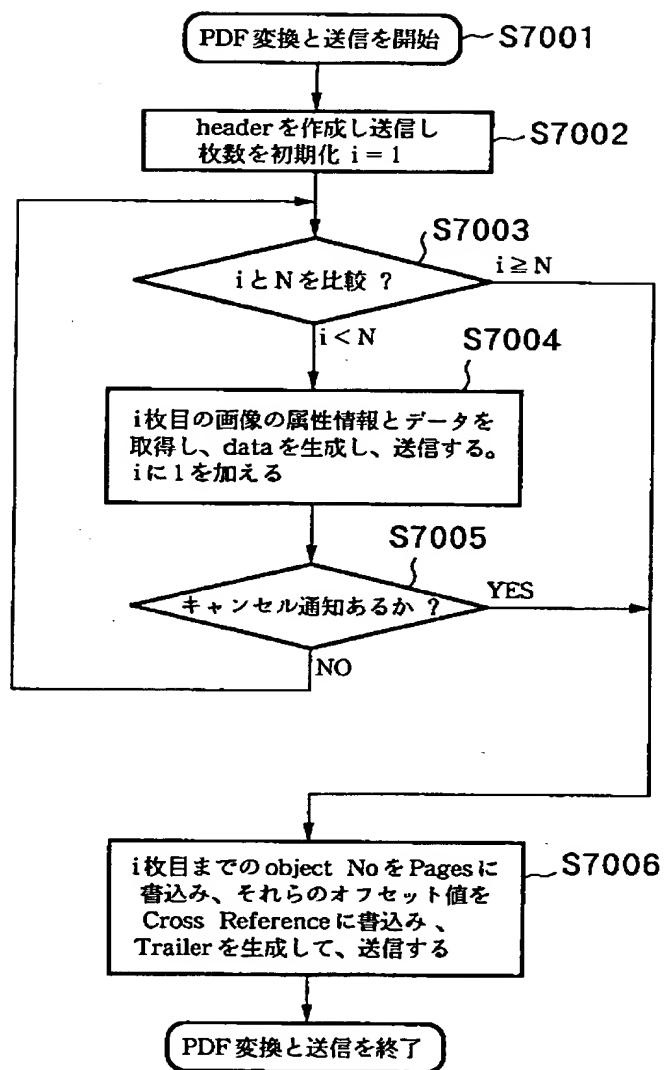 PDF変換と送信を開始
S7001
headerを作成し送信し
枚数を初期化 i = 1
S7002
S7003
iとNを比較 ?
i≧N
i<N
S7004
i枚目の画像の属性情報とデータを
取得し、dataを生成し、送信する。
iに1を加える
S7005
キャンセル通知あるか ?
YES
NO
i枚目までのobject NoをPagesに
書込み、それらのオフセット値を
Cross Referenceに書込み 、
Trailerを生成して、送信する
S7006
PDF変換と送信を終了